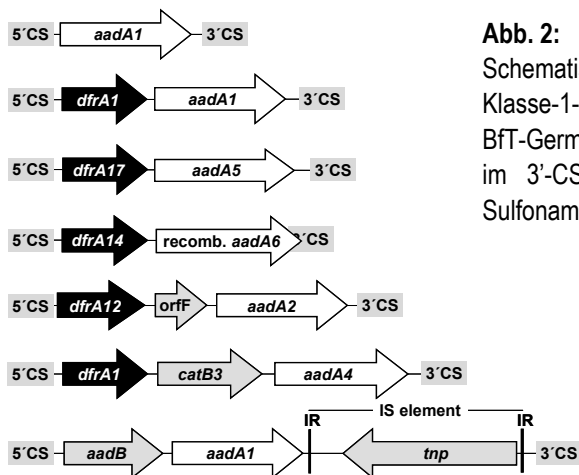 5´CS aadA1 3´CS
5´CS dfrA1 aadA1 3´CS
5´CS dfrA17 aadA5 3´CS
5´CS dfrA14 recomb. aadA6 3´CS
5´CS dfrA12 orfF aadA2 3´CS
5´CS dfrA1 catB3 aadA4 3´CS
IR IS element IR
5´CS aadB aadA1 tnp 3´CS
Abb. 2:
Schemati
Klasse-1-
BfT-Germ
im 3’-CS
Sulfonam